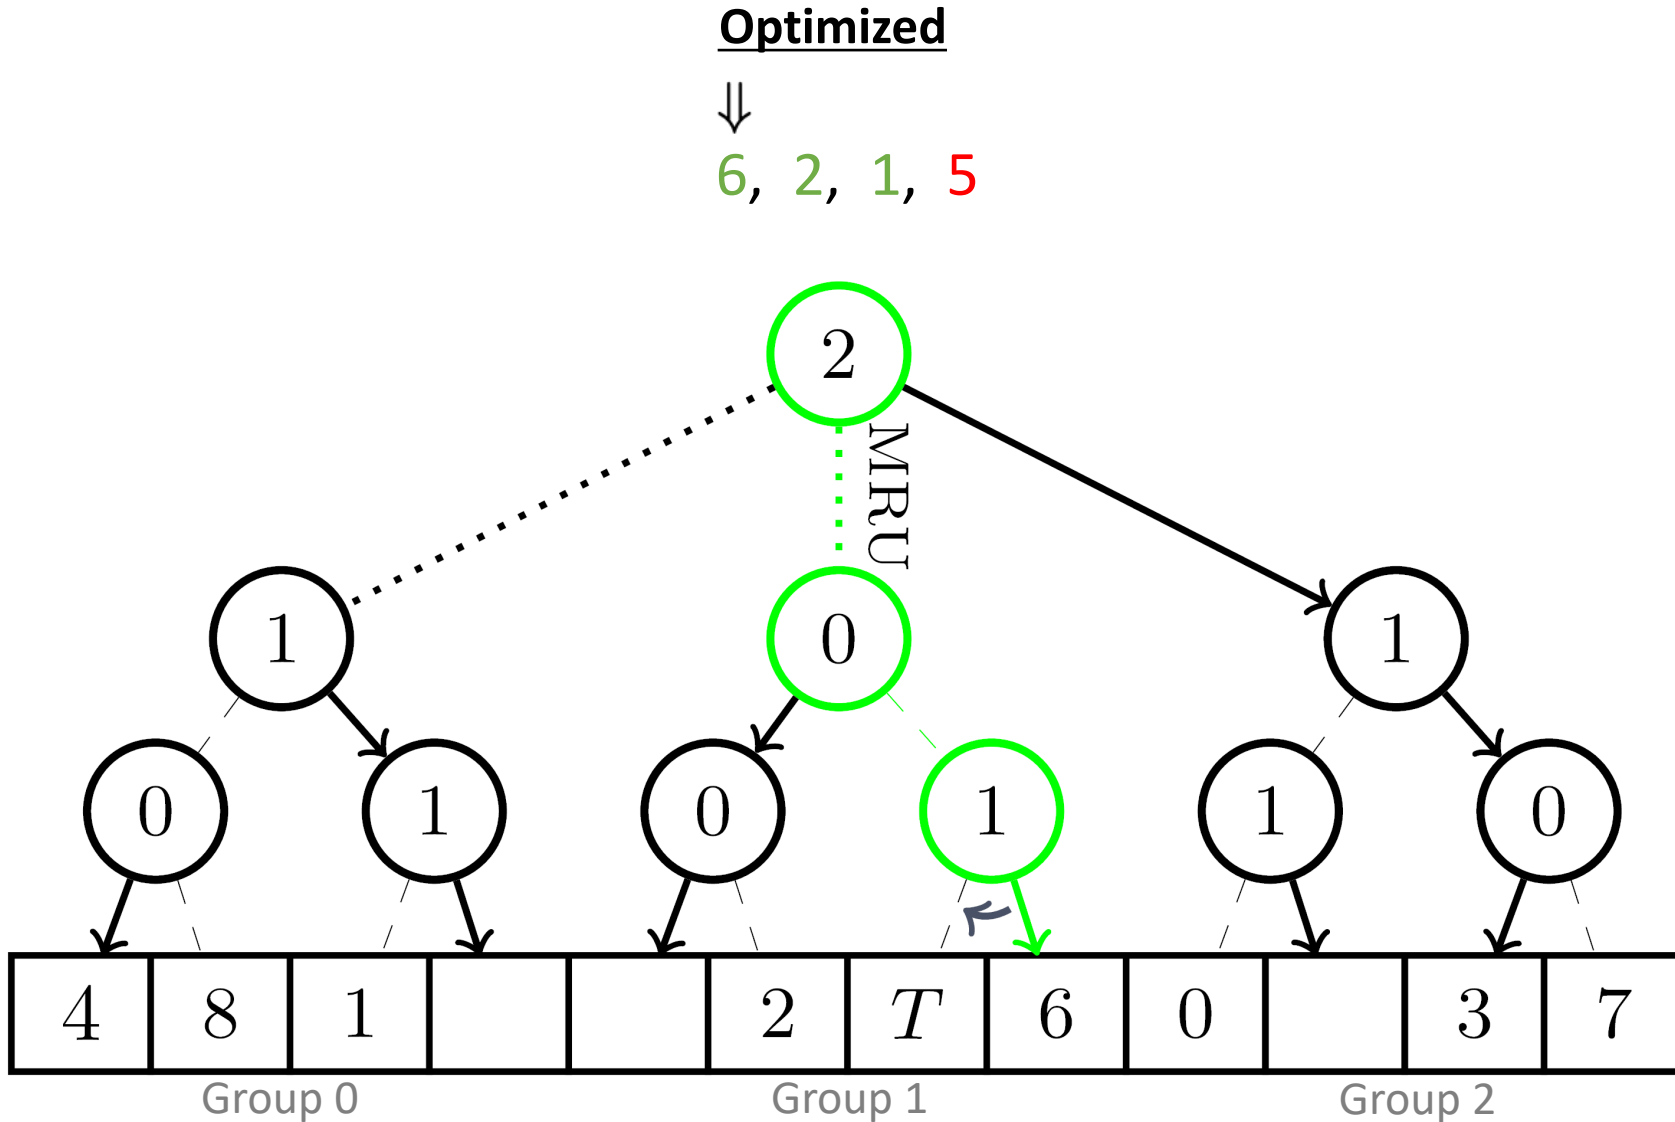 Optimized
⇓
6, 2, 1, 5
2
MRU
1 0 1
0 1 0 1 1 0
4 8 1 2 T 6 0 3 7
Group 0 Group 1 Group 2